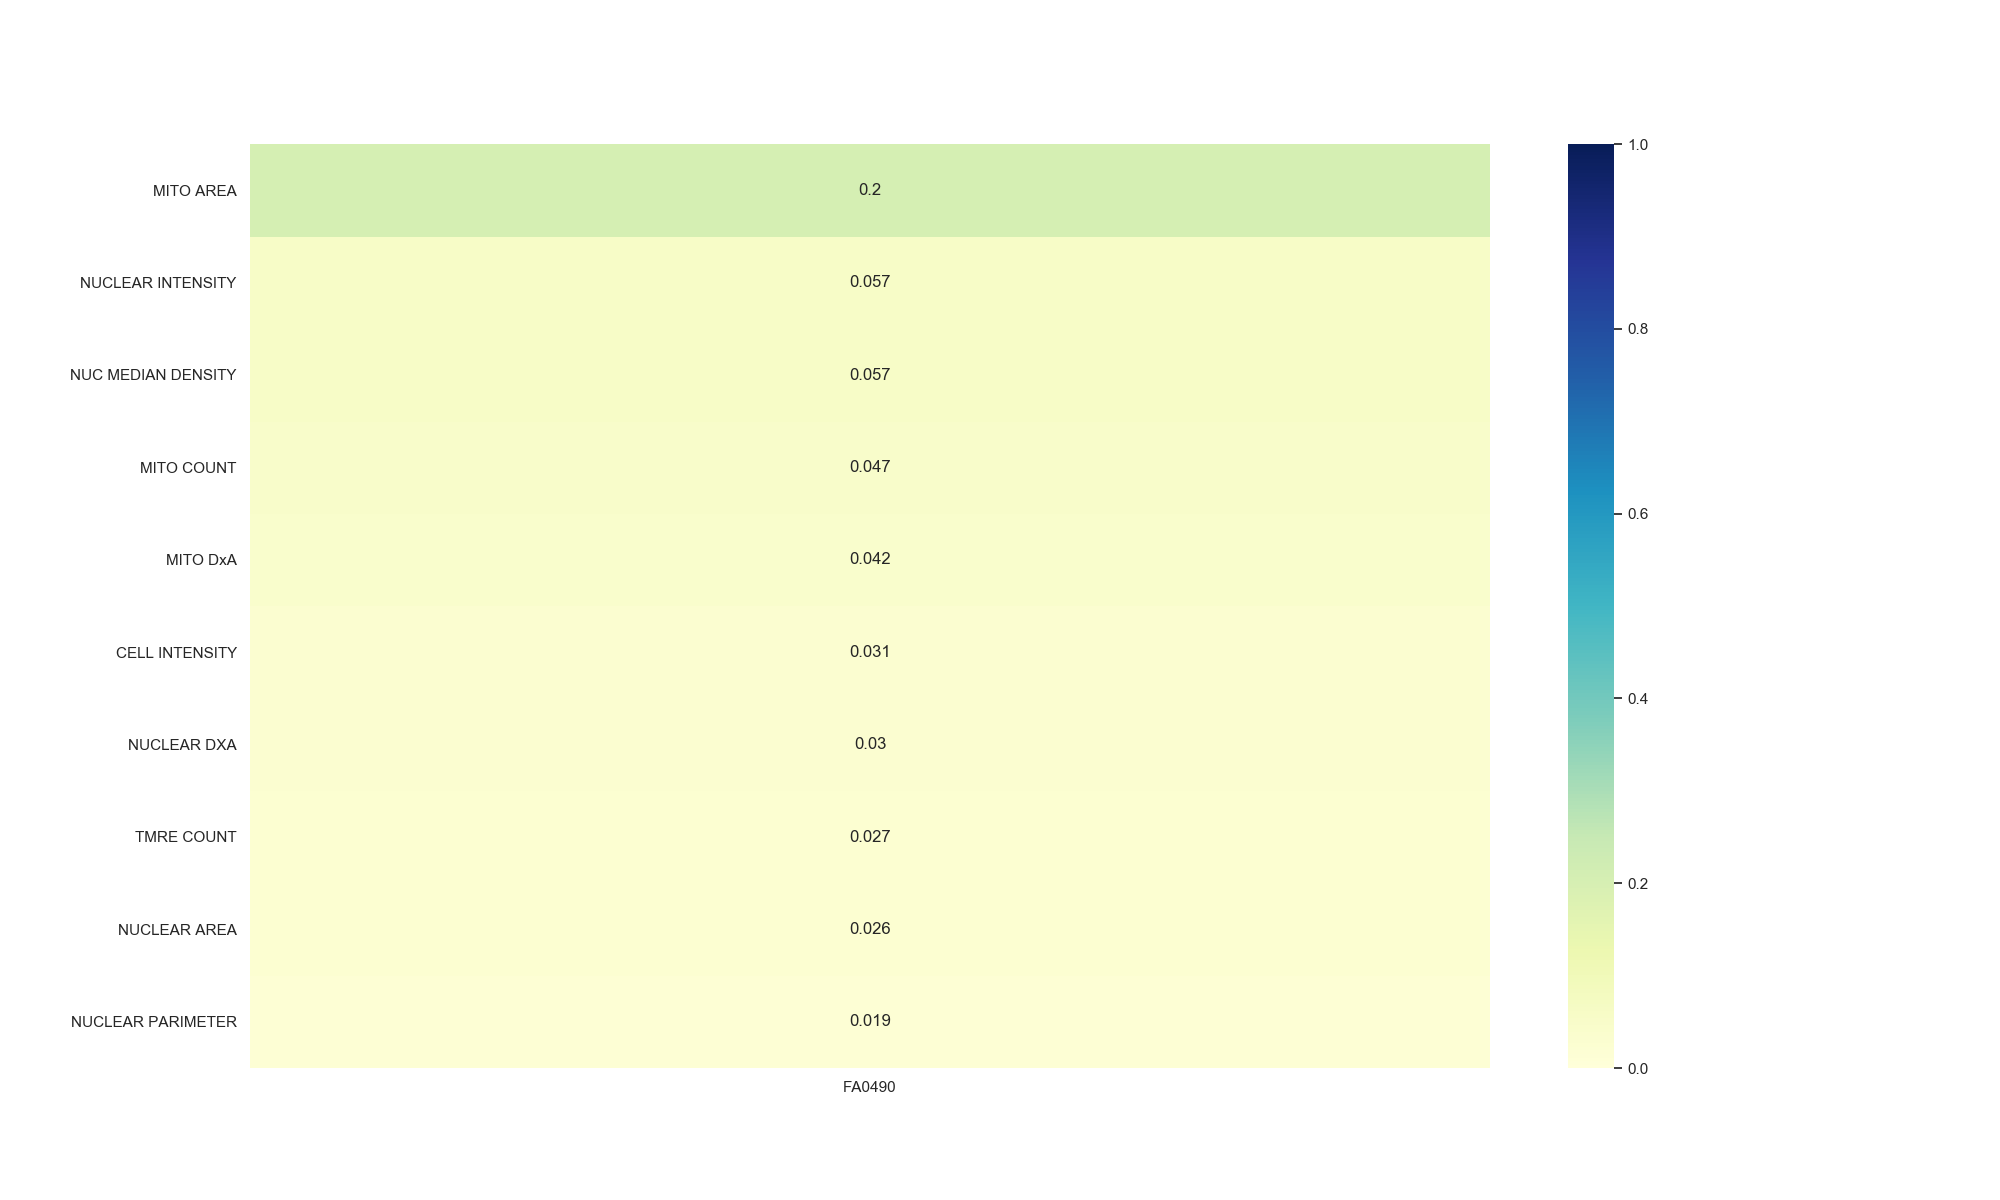 MITO AREA 0.2
NUCLEAR INTENSITY 0.057
NUC MEDIAN DENSITY 0.057
MITO COUNT 0.047
MITO DxA 0.042
CELL INTENSITY 0.031
NUCLEAR DXA 0.03
TMRE COUNT 0.027
NUCLEAR AREA 0.026
NUCLEAR PARIMETER 0.019
FA0490
1.0
0.8
0.6
0.4
0.2
0.0